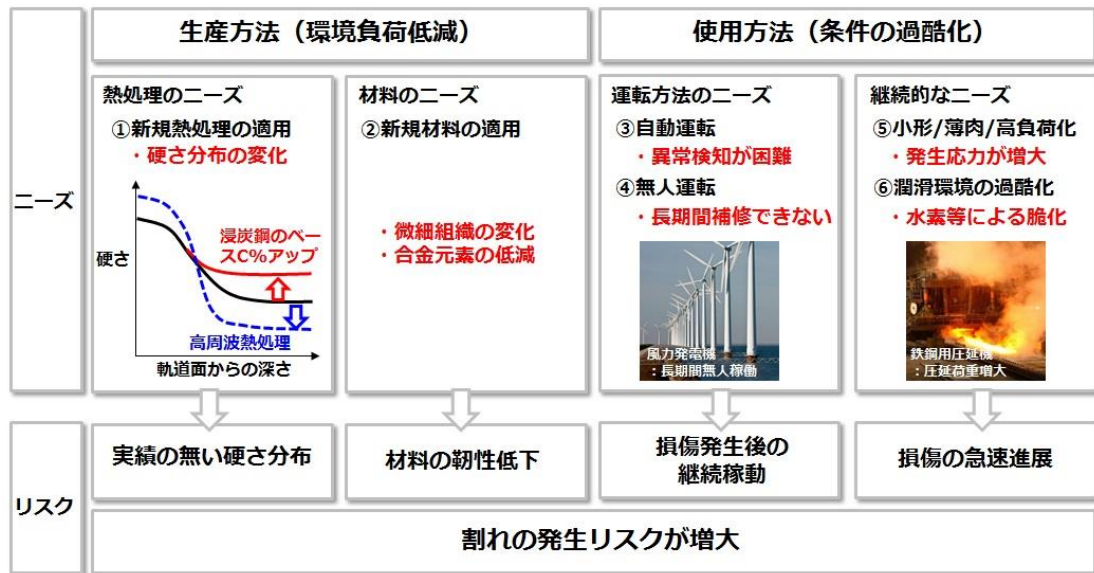 生産方法（環境負荷低減）
使用方法（条件の過酷化）
ニーズ
熱処理のニーズ
①新規熱処理の適用
・硬さ分布の変化
硬さ
浸炭鋼のベー
スC%アップ
高周波熱処理
軌道面からの深さ
材料のニーズ
②新規材料の適用
・微細組織の変化
・合金元素の低減
運転方法のニーズ
③自動運転
・異常検知が困難
④無人運転
・長期間補修できない
風力発電機
：長期間無人稼働
継続的なニーズ
⑤小形/薄肉/高負荷化
・発生応力が増大
⑥潤滑環境の過酷化
・水素等による脆化
鉄鋼用圧延機
：圧延荷重増大
リスク
実績の無い硬さ分布
材料の靭性低下
損傷発生後の
継続稼動
損傷の急速進展
割れの発生リスクが増大